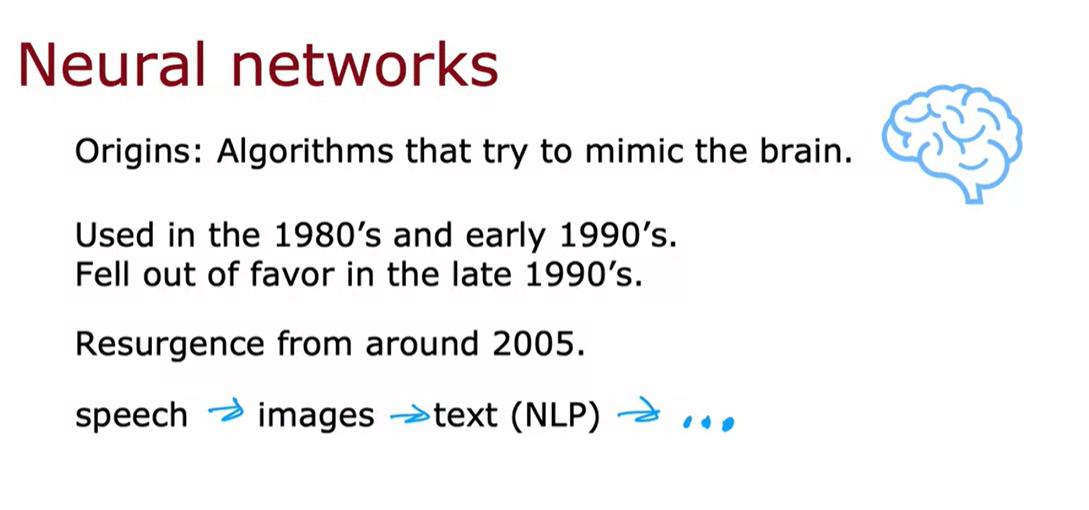 Neural networks
Origins: Algorithms that try to mimic the brain.
Used in the 1980’s and early 1990’s.
Fell out of favor in the late 1990’s.
Resurgence from around 2005.
speech → images → text (NLP) → ...